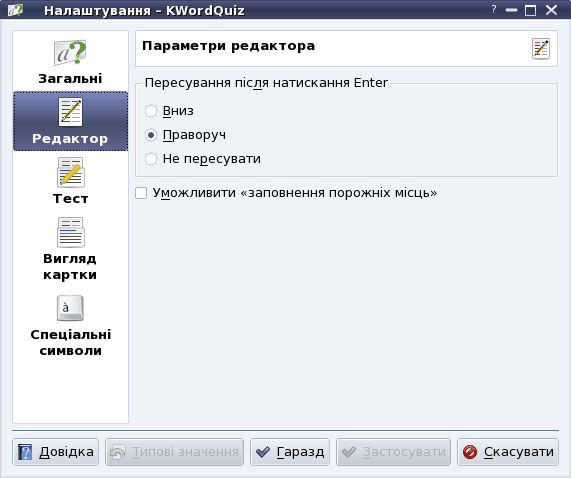 Налаштування – KWordQuiz
Загальні
Редактор
Тест
Вигляд
картки
Спеціальні
символи
Параметри редактора
Пересування після натискання Enter
Вниз
Праворуч
Не пересувати
Уможливити «заповнення порожніх місць»
Довідка
Типові значення
Гаразд
Застосувати
Скасувати